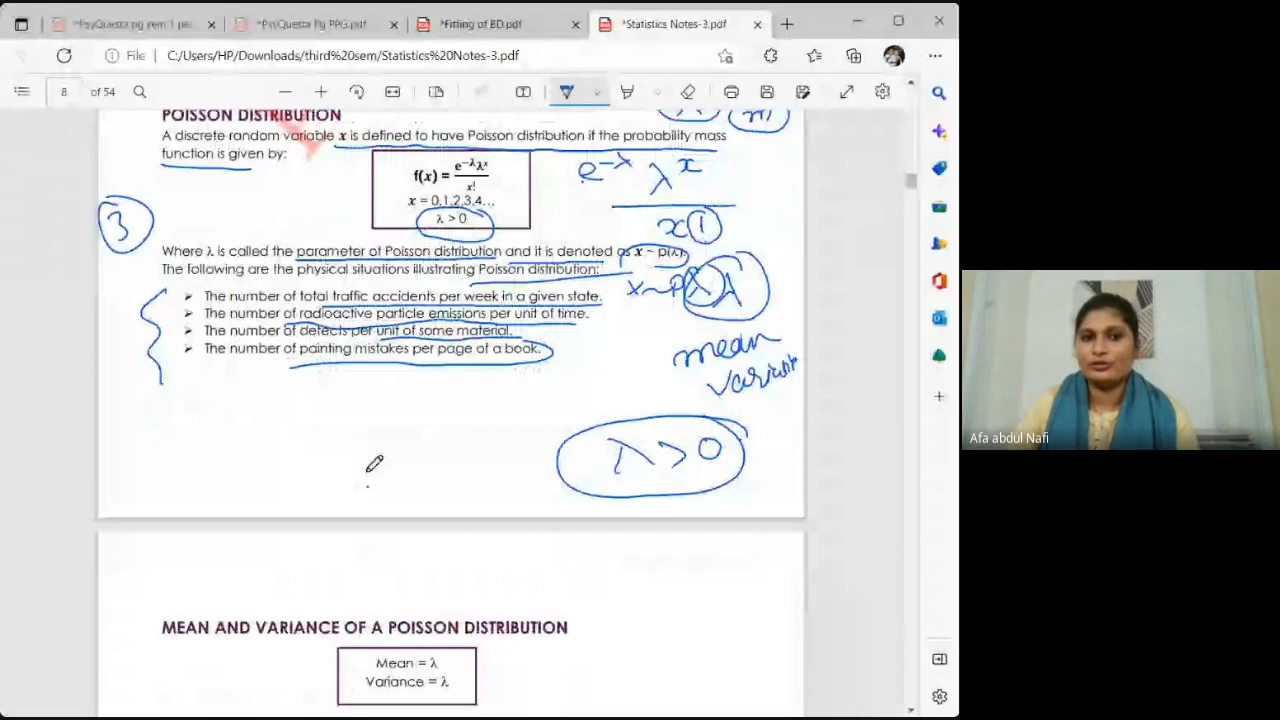 *PsyQuesta pg sem 1 pe
*PsyQuesta Pg PPG.pdf
*Fitting of BD.pdf
*Statistics Notes-3.pdf
File
C:/Users/HP/Downloads/third%20sem/Statistics%20Notes-3.pdf
8 of 54
POISSON DISTRIBUTION
A discrete random variable x is defined to have Poisson distribution if the probability mass
function is given by:
f(x) = e^−λ λ^x / x!
x = 0,1,2,3,4...
λ > 0
e^−λ λ^x
x!
3
Where λ is called the parameter of Poisson distribution and it is denoted as x ~ p(λ).
The following are the physical situations illustrating Poisson distribution:
x~p(λ) λ
➤ The number of total traffic accidents per week in a given state.
➤ The number of radioactive particle emissions per unit of time.
➤ The number of defects per unit of some material.
➤ The number of painting mistakes per page of a book.
mean
λ > 0
Afa abdul Nafi
MEAN AND VARIANCE OF A POISSON DISTRIBUTION
Mean = λ
Variance = λ